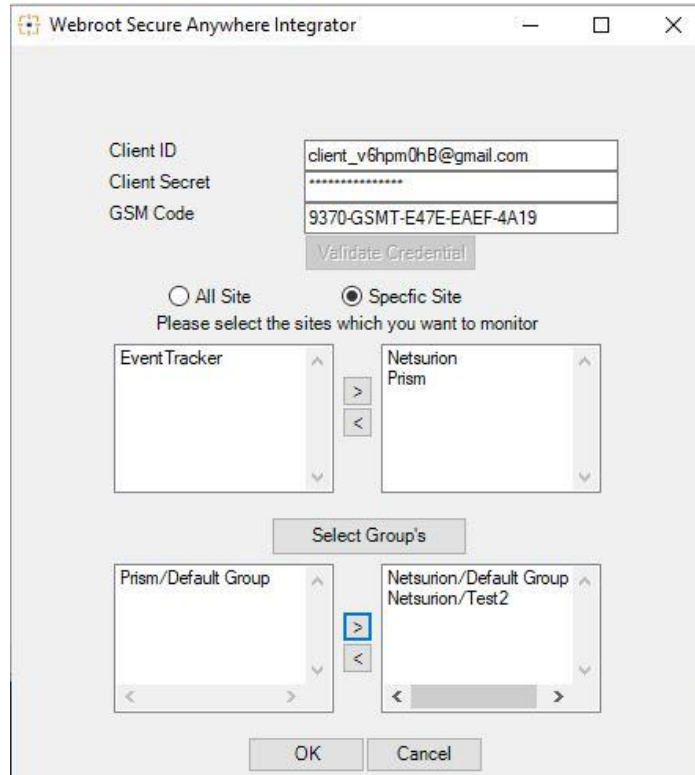 Webroot Secure Anywhere Integrator
Client ID
client_v6hpm0hB@gmail.com
Client Secret
***************
GSM Code
9370-GSMT-E47E-EAEF-4A19
Validate Credential
All Site
Specfic Site
Please select the sites which you want to monitor
EventTracker
Netsurion
Prism
>
<
Select Group's
Prism/Default Group
Netsurion/Default Group
Netsurion/Test2
>
<
OK
Cancel